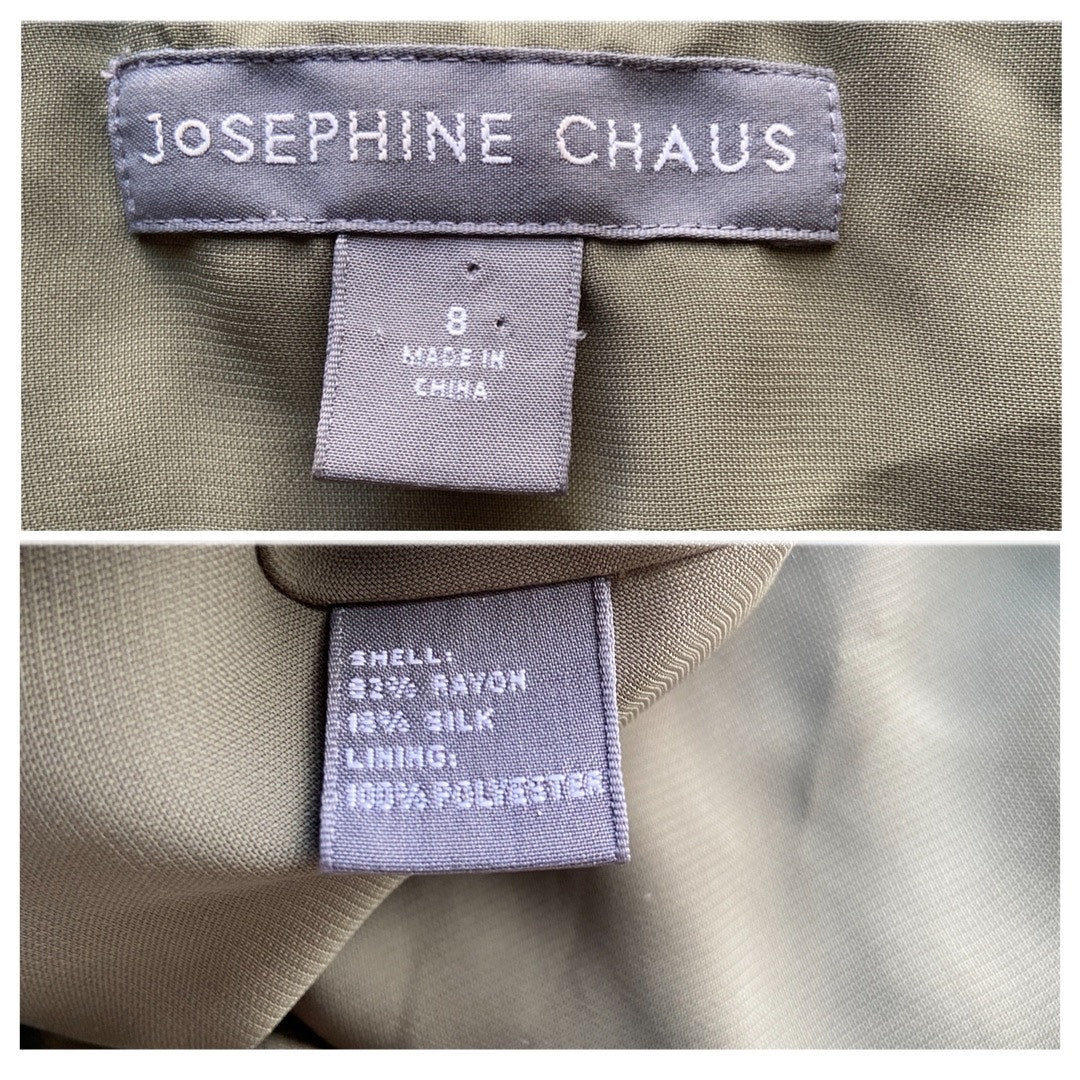 JoSEPHINE CHAUS
8
MADE IN
CHINA
SHELL:
82% RAYON
18% SILK
LINING:
100% POLYESTER